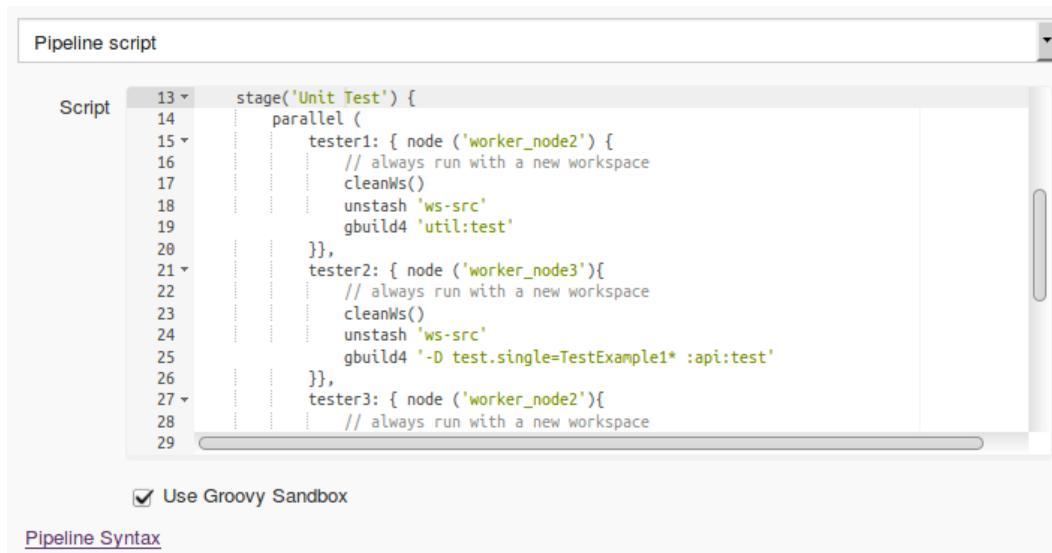 Pipeline script
Script
13 stage('Unit Test') {
14 parallel (
15 tester1: { node ('worker_node2') {
16 // always run with a new workspace
17 cleanWs()
18 unstash 'ws-src'
19 gbuild4 'util:test'
20 }},
21 tester2: { node ('worker_node3'){
22 // always run with a new workspace
23 cleanWs()
24 unstash 'ws-src'
25 gbuild4 '-D test.single=TestExample1* :api:test'
26 }},
27 tester3: { node ('worker_node2'){
28 // always run with a new workspace
29
Use Groovy Sandbox
Pipeline Syntax